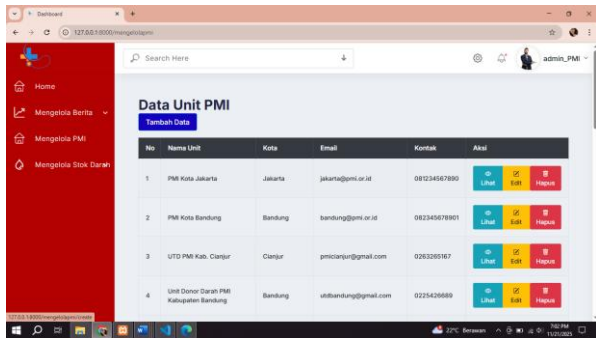 Dashboard
127.0.0.1:8000/mengelolapmi
Search Here
admin_PMI
Home
Mengelola Berita
Mengelola PMI
Mengelola Stok Darah
Data Unit PMI
Tambah Data
No Nama Unit Kota Email Kontak Aksi
1 PMI Kota Jakarta Jakarta jakarta@pmi.or.id 081234567890 Lihat Edit Hapus
2 PMI Kota Bandung Bandung bandung@pmi.or.id 082345678901 Lihat Edit Hapus
3 UTD PMI Kab. Cianjur Cianjur pmicianjur@gmail.com 0263265167 Lihat Edit Hapus
4 Unit Donor Darah PMI Kabupaten Bandung Bandung utdbandung@gmail.com 0225426689 Lihat Edit Hapus
127.0.0.1:8000/mengelolapmi/create
22°C Berawan
7:02 PM
11/21/2025